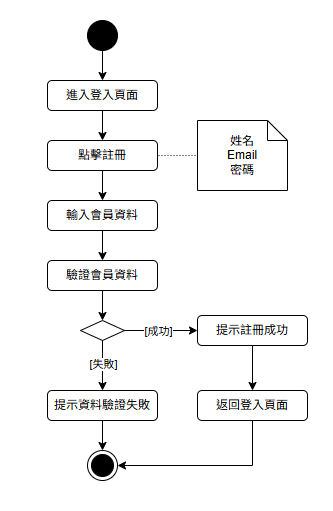 進入登入頁面
點擊註冊
姓名
Email
密碼
輸入會員資料
驗證會員資料
[成功]
提示註冊成功
[失敗]
提示資料驗證失敗
返回登入頁面